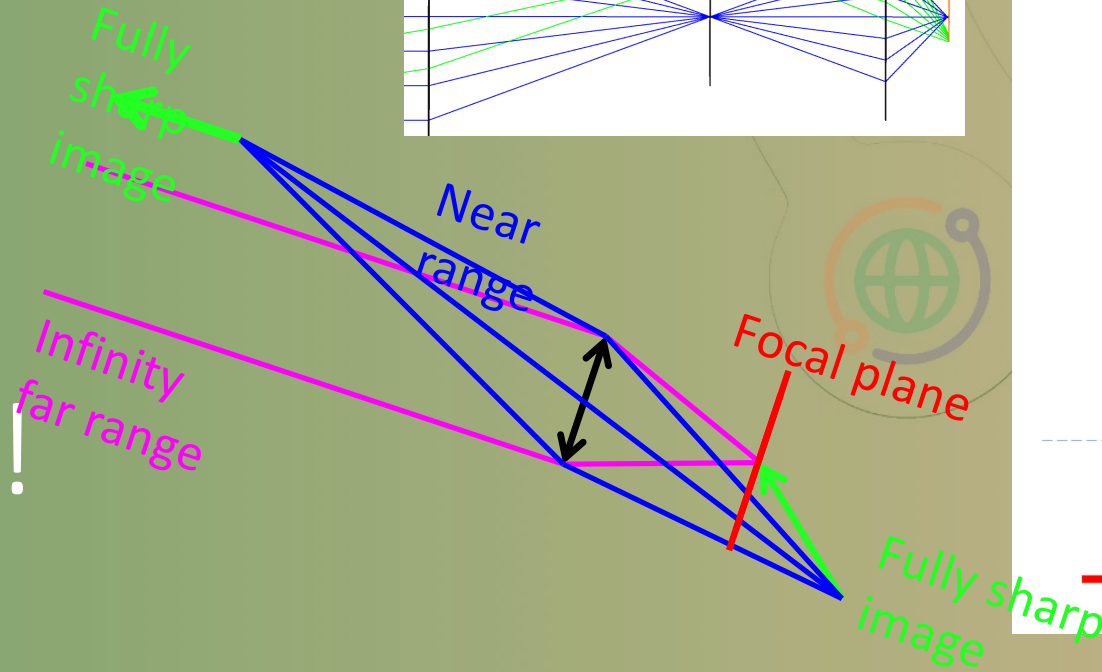 Fully
sharp
image
Near
range
Focal plane
Infinity
far range
!
Fully sharp
image